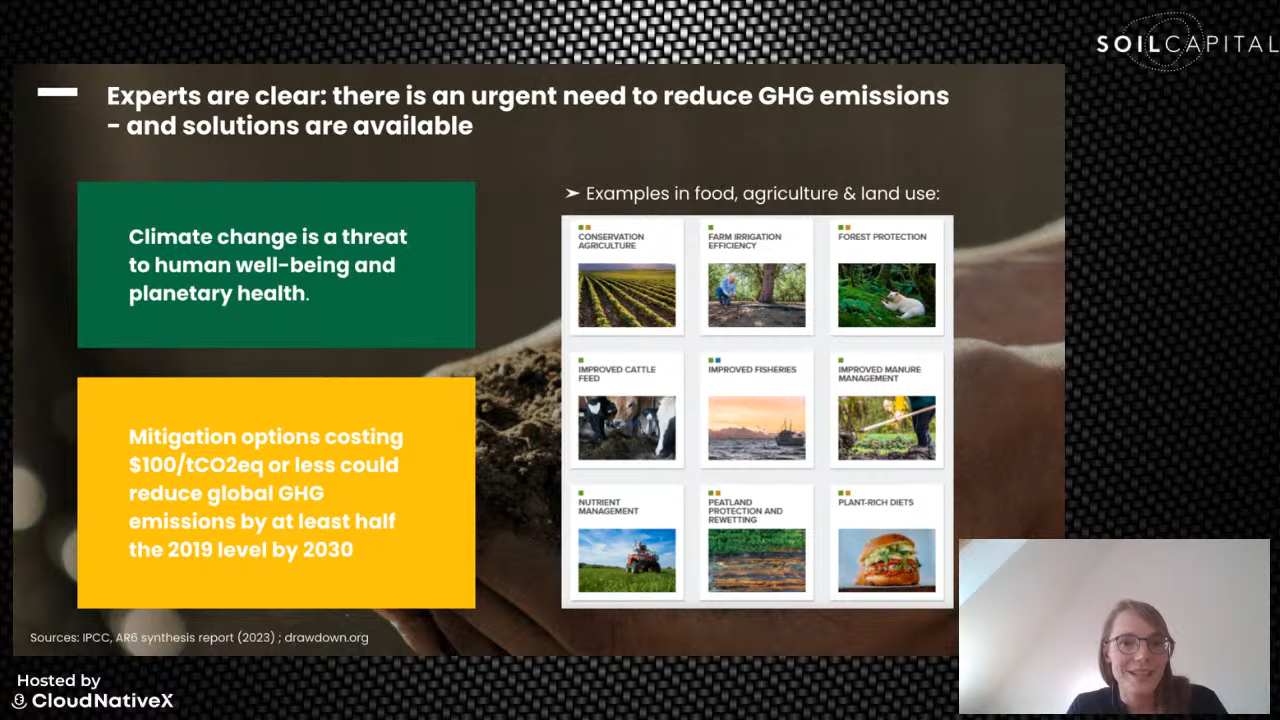 SOILCAPITAL
Experts are clear: there is an urgent need to reduce GHG emissions
- and solutions are available
Climate change is a threat
to human well-being and
planetary health.
Mitigation options costing
$100/tCO2eq or less could
reduce global GHG
emissions by at least half
the 2019 level by 2030
➤ Examples in food, agriculture & land use:
CONSERVATION
AGRICULTURE
FARM IRRIGATION
EFFICIENCY
FOREST PROTECTION
IMPROVED CATTLE
FEED
IMPROVED FISHERIES
IMPROVED MANURE
MANAGEMENT
NUTRIENT
MANAGEMENT
PEATLAND
PROTECTION AND
REWETTING
PLANT-RICH DIETS
Sources: IPCC, AR6 synthesis report (2023) ; drawdown.org
Hosted by
CloudNativeX